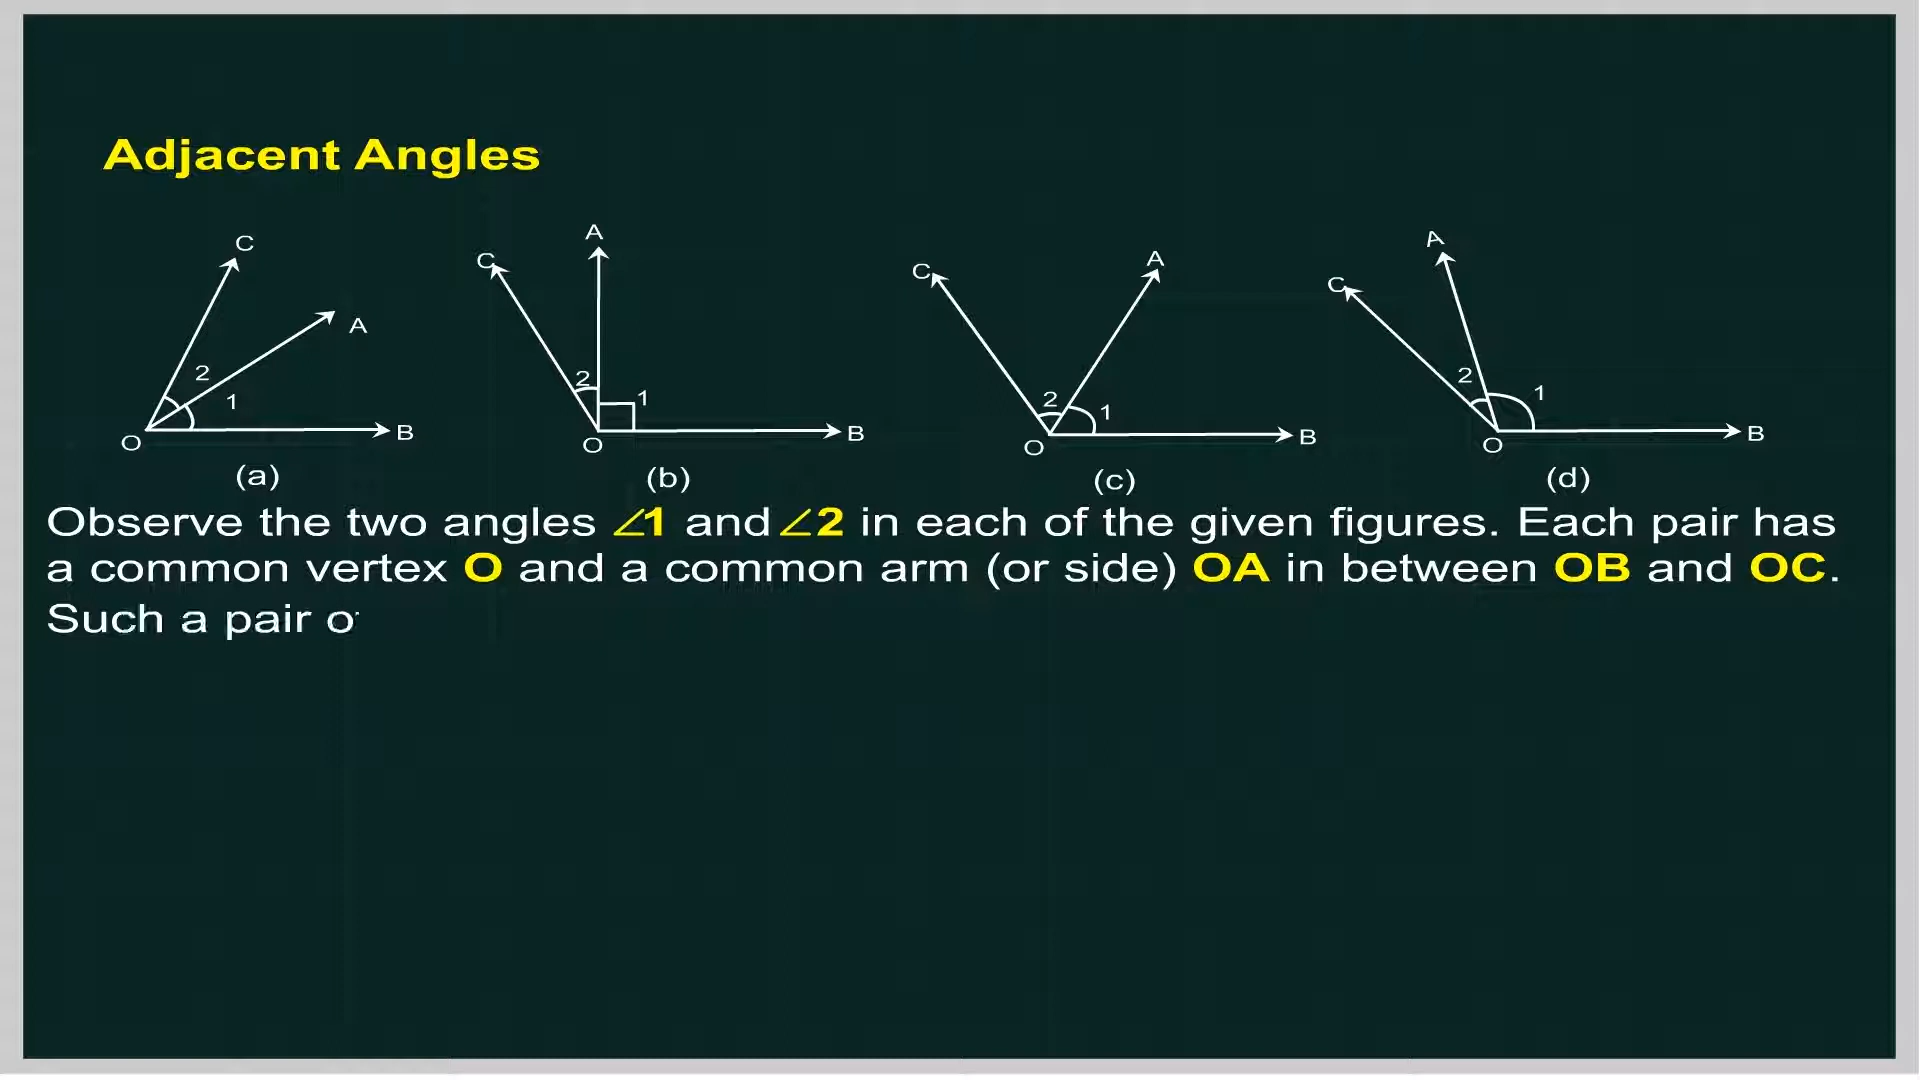 Adjacent Angles
C
A
2
1
O
B
(a)
C
A
2
1
O
B
(b)
C
A
2
1
O
B
(c)
C
A
2
1
O
B
(d)
Observe the two angles ∠1 and ∠2 in each of the given figures. Each pair has
a common vertex O and a common arm (or side) OA in between OB and OC.
Such a pair o